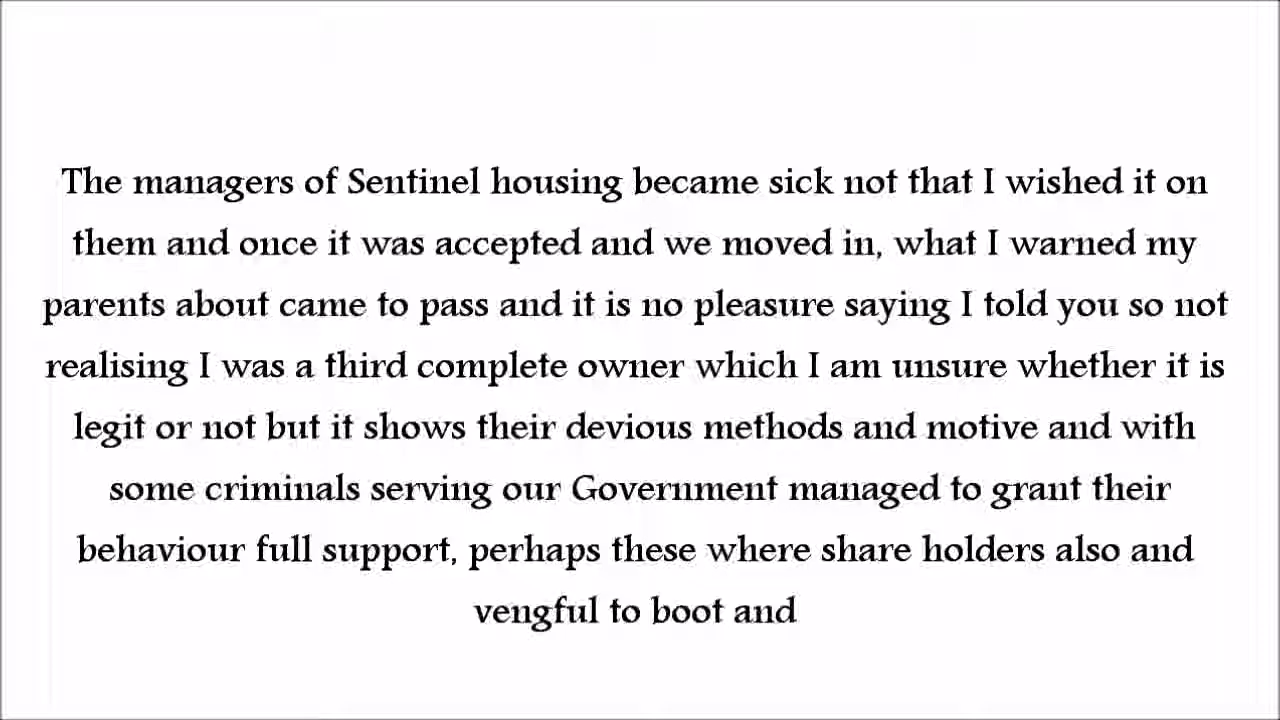 The managers of Sentinel housing became sick not that I wished it on
them and once it was accepted and we moved in, what I warned my
parents about came to pass and it is no pleasure saying I told you so not
realising I was a third complete owner which I am unsure whether it is
legit or not but it shows their devious methods and motive and with
some criminals serving our Government managed to grant their
behaviour full support, perhaps these where share holders also and
vengful to boot and